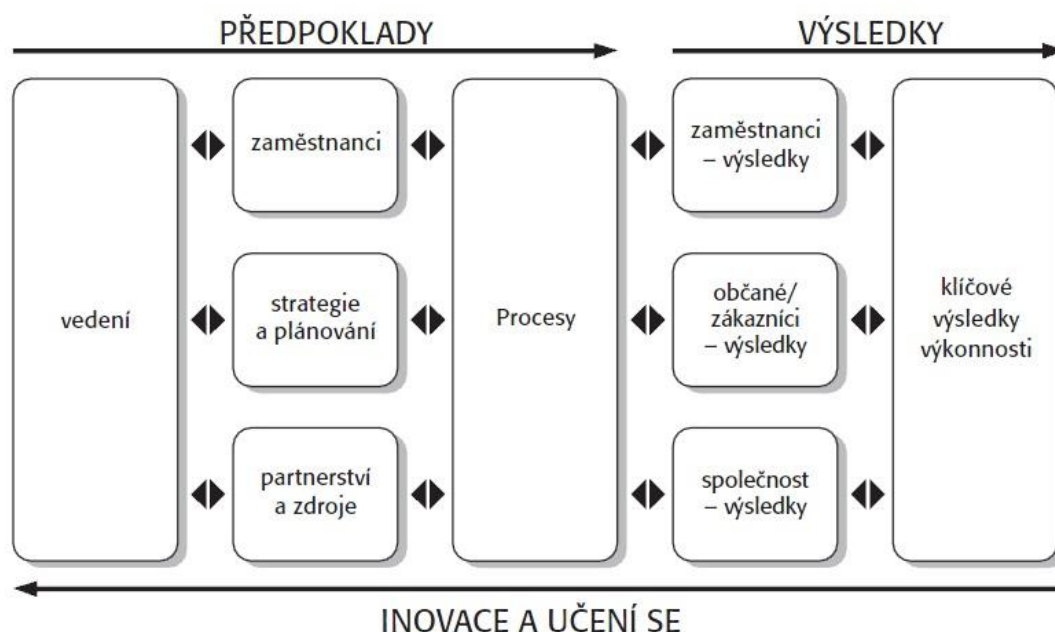 PŘEDPOKLADY
VÝSLEDKY
vedení
zaměstnanci
strategie
a plánování
partnerství
a zdroje
Procesy
zaměstnanci
– výsledky
občané/
zákazníci
– výsledky
společnost
– výsledky
klíčové
výsledky
výkonnosti
INOVACE A UČENÍ SE